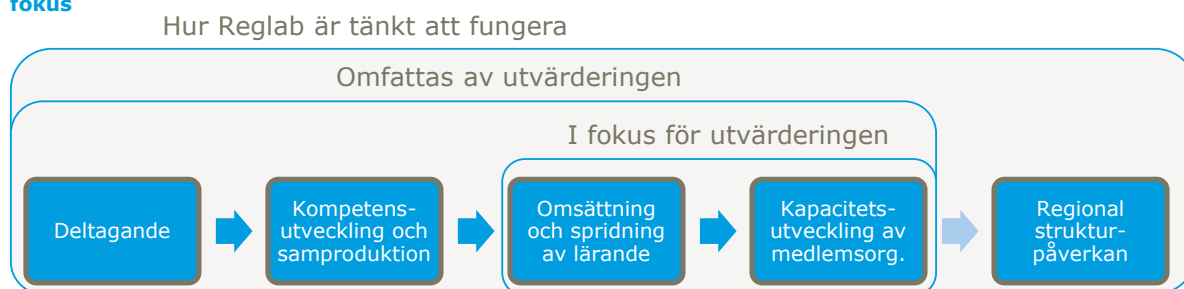 fokus
Hur Reglab är tänkt att fungera
Omfattas av utvärderingen
I fokus för utvärderingen
Deltagande
Kompetens-
utveckling och
samproduktion
Omsättning
och spridning
av lärande
Kapacitets-
utveckling av
medlemsorg.
Regional
struktur-
påverkan